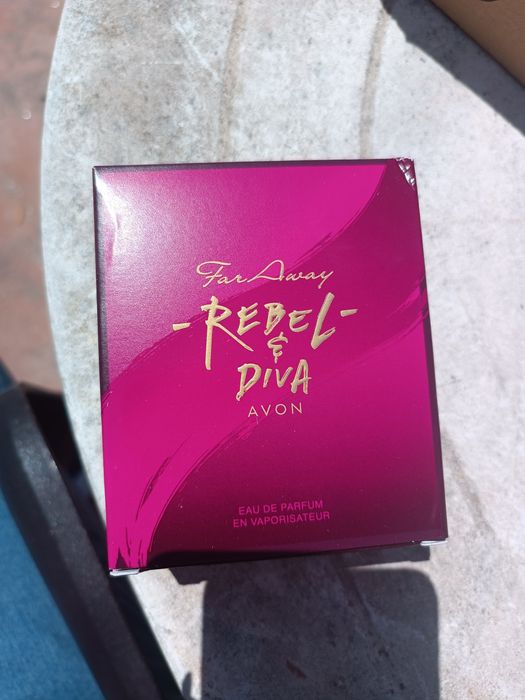 Far Away
-REBEL-
&
DIVA
AVON
EAU DE PARFUM
EN VAPORISATEUR